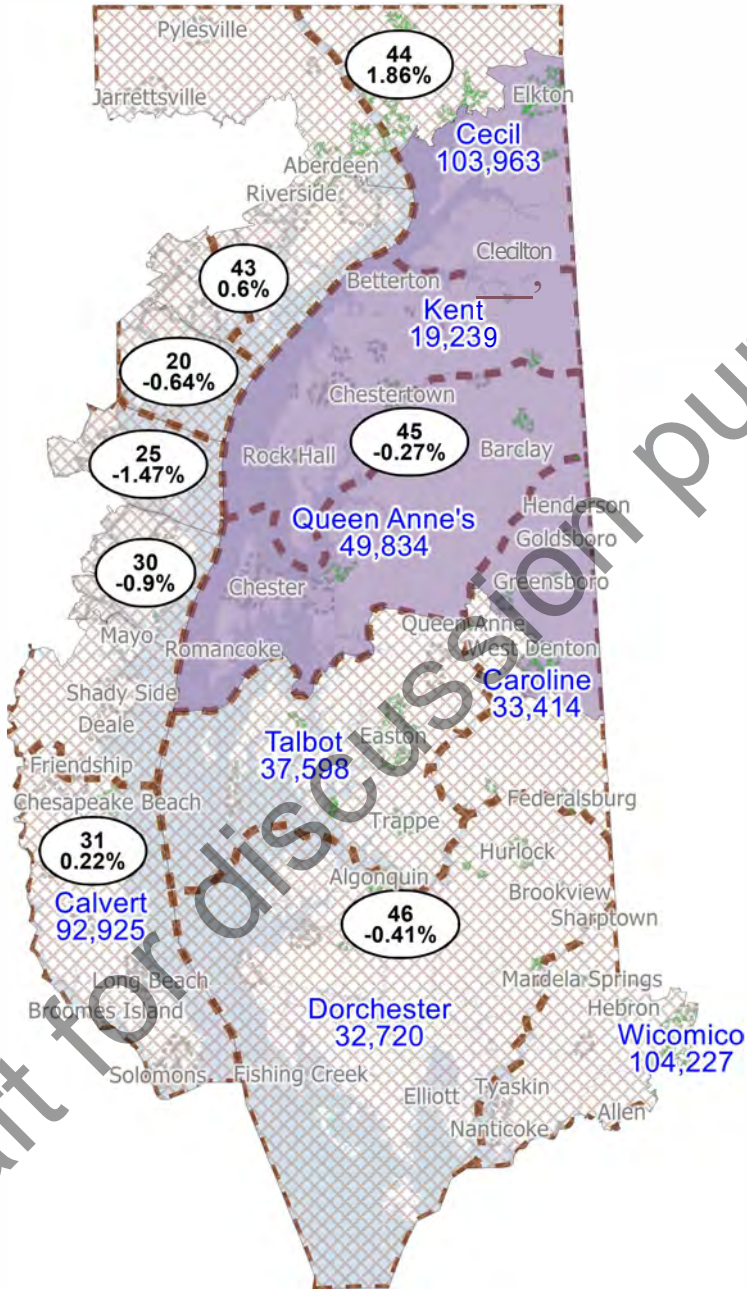 Pylesville
44
1.86%
Jarrettsville
Elkton
Cecil
103,963
Aberdeen
Riverside
C!ecilton
43
0.6%
Betterton
Kent
19,239
20
-0.64%
Chestertown
45
-0.27%
Barclay
25
-1.47%
Rock Hall
Henderson
Queen Anne's
49,834
Goldsboro
30
-0.9%
Chester
Greensboro
Queen Anne
Mayo
Romancoke
West Denton
Caroline
33,414
Shady Side
Deale
Talbot
37,598
Easton
Friendship
Chesapeake Beach
Federalsburg
Trappe
31
0.22%
Hurlock
Algonquin
Brookview
Calvert
92,925
46
-0.41%
Sharptown
Long Beach
Mardela Springs
Broomes Island
Dorchester
32,720
Hebron
Wicomico
104,227
Solomons
Fishing Creek
Elliott
Tyaskin
Allen
Nanticoke
aft for discussion pu